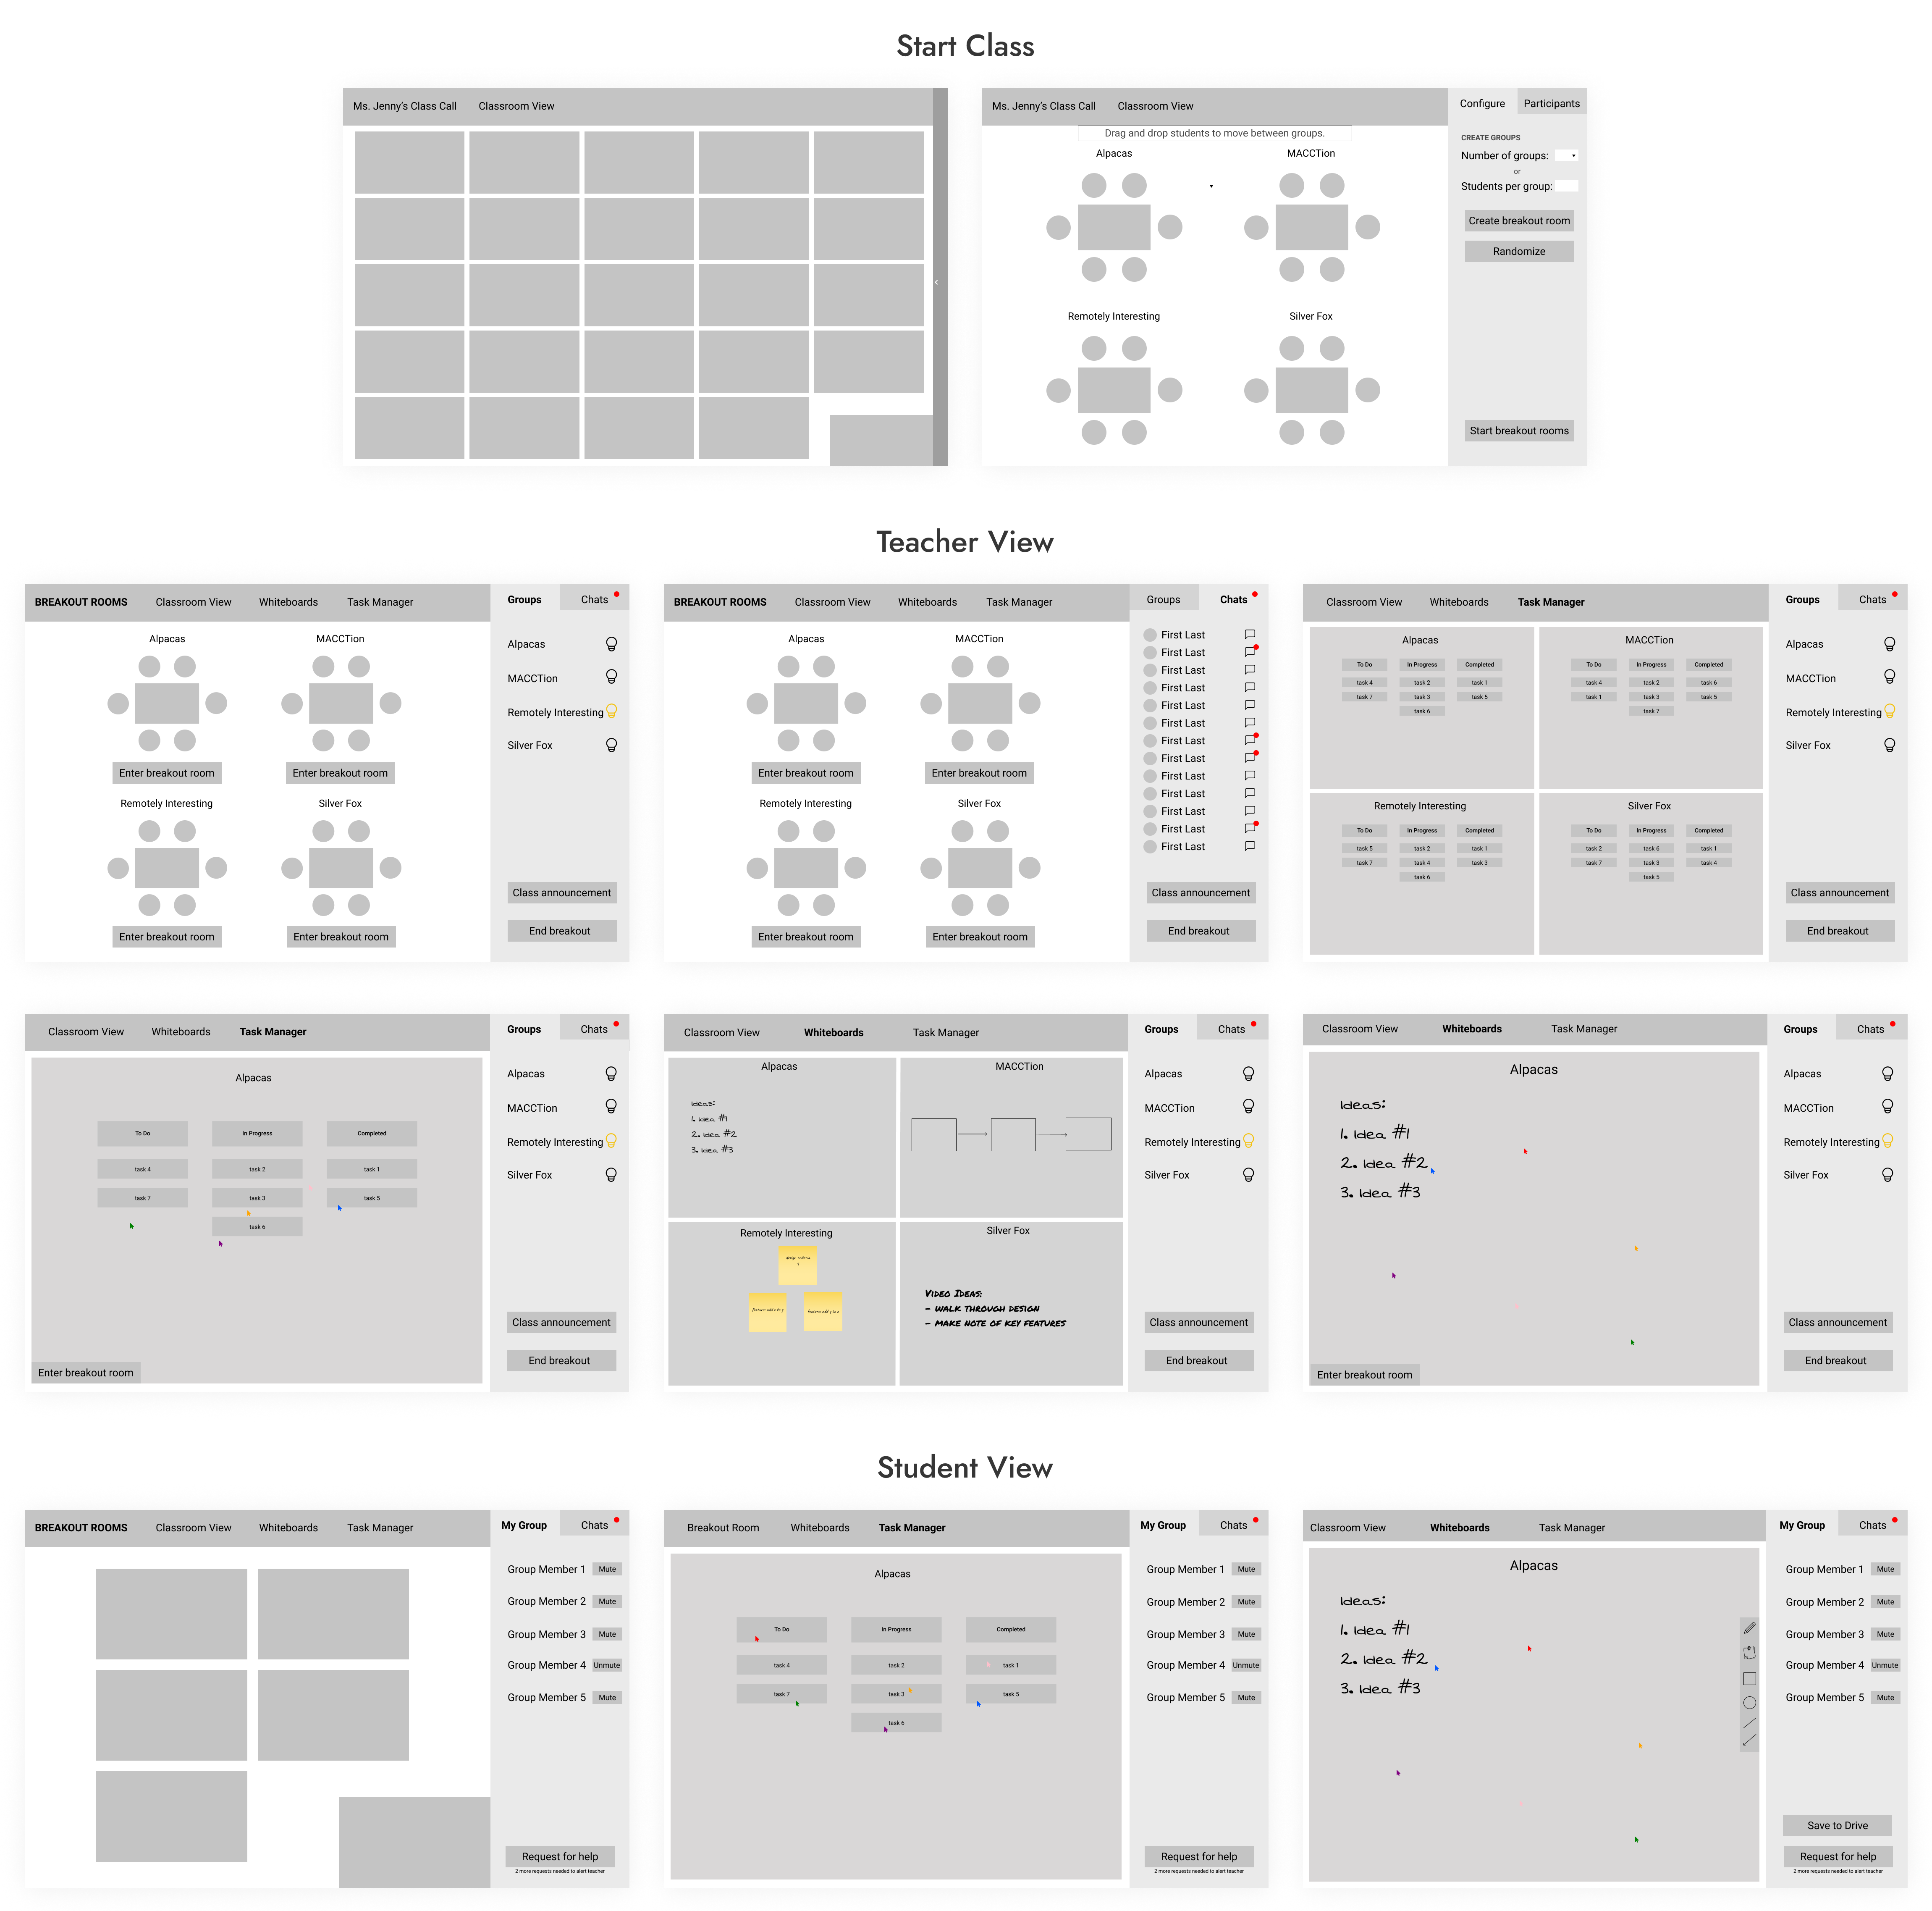 Start Class
Ms. Jenny's Class Call Classroom View
Ms. Jenny's Class Call Classroom View
Configure Participants
Drag and drop students to move between groups.
Alpacas MACCTion
Remotely Interesting Silver Fox
CREATE GROUPS
Number of groups:
or
Students per group:
Create breakout room
Randomize
Start breakout rooms
Teacher View
BREAKOUT ROOMS Classroom View Whiteboards Task Manager
Groups Chats
Alpacas MACCTion
Enter breakout room Enter breakout room
Remotely Interesting Silver Fox
Enter breakout room Enter breakout room
Alpacas
MACCTion
Remotely Interesting
Silver Fox
Class announcement
End breakout
BREAKOUT ROOMS Classroom View Whiteboards Task Manager
Groups Chats
Alpacas MACCTion
Enter breakout room Enter breakout room
Remotely Interesting Silver Fox
Enter breakout room Enter breakout room
First Last
First Last
First Last
First Last
First Last
First Last
First Last
First Last
First Last
First Last
First Last
First Last
First Last
Class announcement
End breakout
Classroom View Whiteboards Task Manager
Groups Chats
Alpacas
To Do In Progress Completed
task 4 task 2 task 1
task 7 task 3 task 5
task 6
MACCTion
To Do In Progress Completed
task 4 task 2 task 6
task 1 task 3 task 5
task 7
Remotely Interesting
To Do In Progress Completed
task 5 task 2 task 1
task 7 task 4 task 3
task 6
Silver Fox
To Do In Progress Completed
task 2 task 6 task 1
task 7 task 3 task 4
task 5
Alpacas
MACCTion
Remotely Interesting
Silver Fox
Class announcement
End breakout
Classroom View Whiteboards Task Manager
Groups Chats
Alpacas
To Do In Progress Completed
task 4 task 2 task 1
task 7 task 3 task 5
task 6
Enter breakout room
Alpacas
MACCTion
Remotely Interesting
Silver Fox
Class announcement
End breakout
Classroom View Whiteboards Task Manager
Groups Chats
Alpacas
Ideas:
1. Idea #1
2. Idea #2
3. Idea #3
MACCTion
Remotely Interesting
design criteria
1
Feature: add x to y
Feature: add y to x
Silver Fox
Video Ideas:
- walk through design
- make note of key features
Alpacas
MACCTion
Remotely Interesting
Silver Fox
Class announcement
End breakout
Classroom View Whiteboards Task Manager
Groups Chats
Alpacas
Ideas:
1. Idea #1
2. Idea #2
3. Idea #3
Enter breakout room
Alpacas
MACCTion
Remotely Interesting
Silver Fox
Class announcement
End breakout
Student View
BREAKOUT ROOMS Classroom View Whiteboards Task Manager
My Group Chats
Group Member 1 Mute
Group Member 2 Mute
Group Member 3 Mute
Group Member 4 Unmute
Group Member 5 Mute
Request for help
2 more requests needed to alert teacher
Breakout Room Whiteboards Task Manager
My Group Chats
Alpacas
To Do In Progress Completed
task 4 task 2 task 1
task 7 task 3 task 5
task 6
Group Member 1 Mute
Group Member 2 Mute
Group Member 3 Mute
Group Member 4 Unmute
Group Member 5 Mute
Request for help
2 more requests needed to alert teacher
Classroom View Whiteboards Task Manager
My Group Chats
Alpacas
Ideas:
1. Idea #1
2. Idea #2
3. Idea #3
Group Member 1 Mute
Group Member 2 Mute
Group Member 3 Mute
Group Member 4 Unmute
Group Member 5 Mute
Save to Drive
Request for help
2 more requests needed to alert teacher